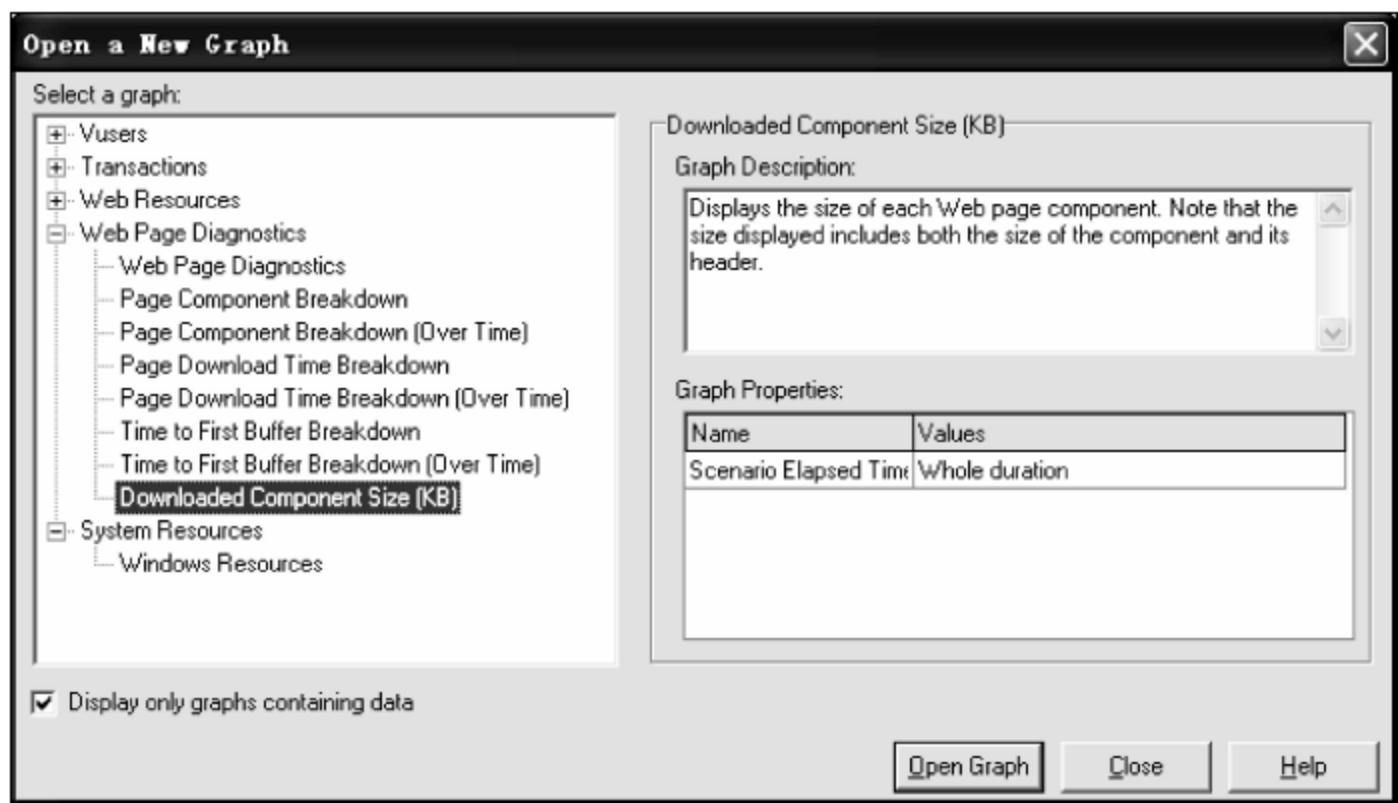 Open a New Graph
Select a graph:
Vusers
Transactions
Web Resources
Web Page Diagnostics
Web Page Diagnostics
Page Component Breakdown
Page Component Breakdown (Over Time)
Page Download Time Breakdown
Page Download Time Breakdown (Over Time)
Time to First Buffer Breakdown
Time to First Buffer Breakdown (Over Time)
Downloaded Component Size (KB)
System Resources
Windows Resources
Display only graphs containing data
Downloaded Component Size (KB)
Graph Description:
Displays the size of each Web page component. Note that the
size displayed includes both the size of the component and its
header.
Graph Properties:
Name Values
Scenario Elapsed Time Whole duration
Open Graph Close Help